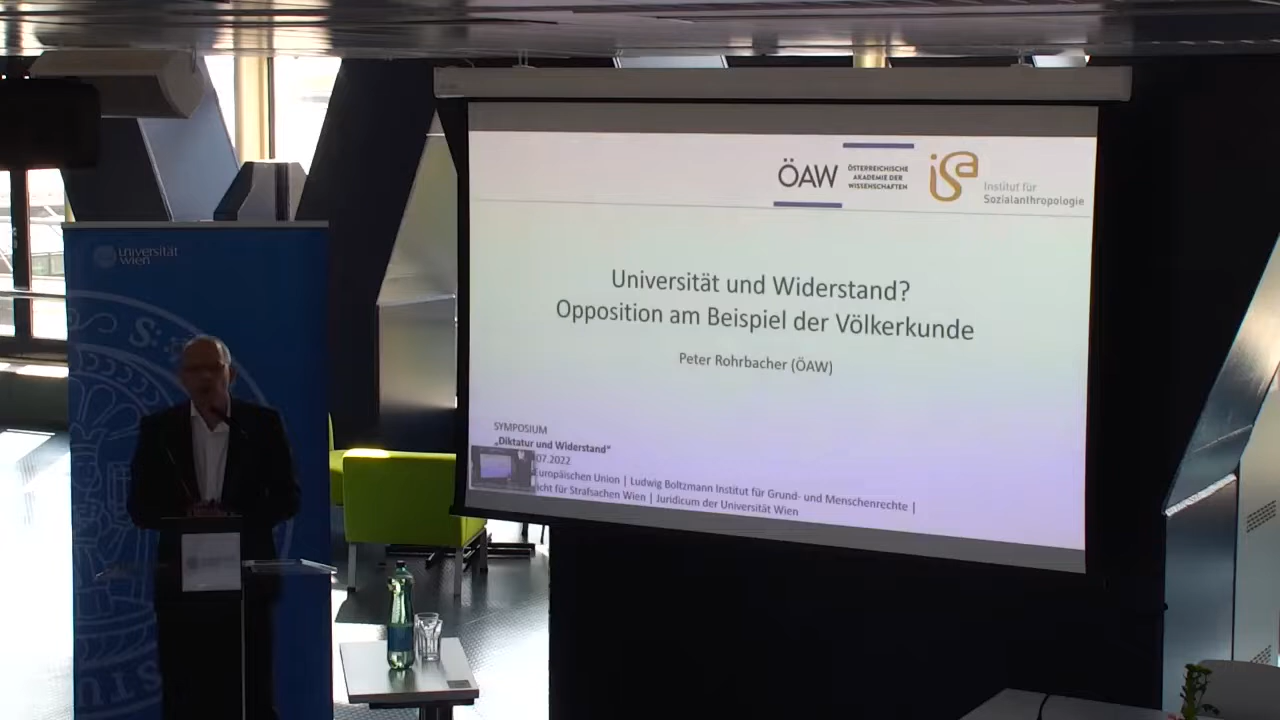 universität
wien
ÖAW
ÖSTERREICHISCHE
AKADEMIE DER
WISSENSCHAFTEN
isa
Institut für
Sozialanthropologie
Universität und Widerstand?
Opposition am Beispiel der Völkerkunde
Peter Rohrbacher (ÖAW)
SYMPOSIUM
„Diktatur und Widerstand“
07.2022
Europäischen Union | Ludwig Boltzmann Institut für Grund- und Menschenrechte |
für Strafsachen Wien | Juridicum der Universität Wien